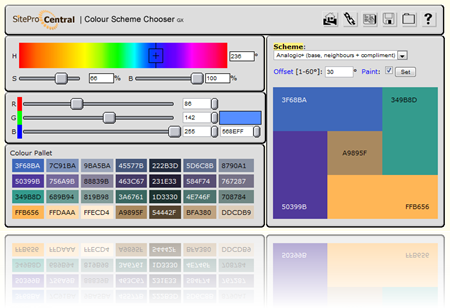 SitePro Central | Colour Scheme Chooser GX
H 236 °
S 66 % B 100 %
R 86
G 142
B 255 568EFF
Colour Pallet
3F68BA 7C91BA 9BA5BA 45577B 222B3D 5D6C8B 8790A1
50399B 756A9B 88839B 463C67 231E33 584F74 767287
349B8D 689B94 819B98 3A6761 1D3330 4E746F 708784
FFB656 FFDAAA FFECD4 A9895F 54442F BFA380 DDCDB9
Scheme:
Analogic+ (base, neighbours + compliment)
Offset [1-60°]: 30 ° Paint: Set
3F68BA 349B8D
A9895F
50399B FFB656